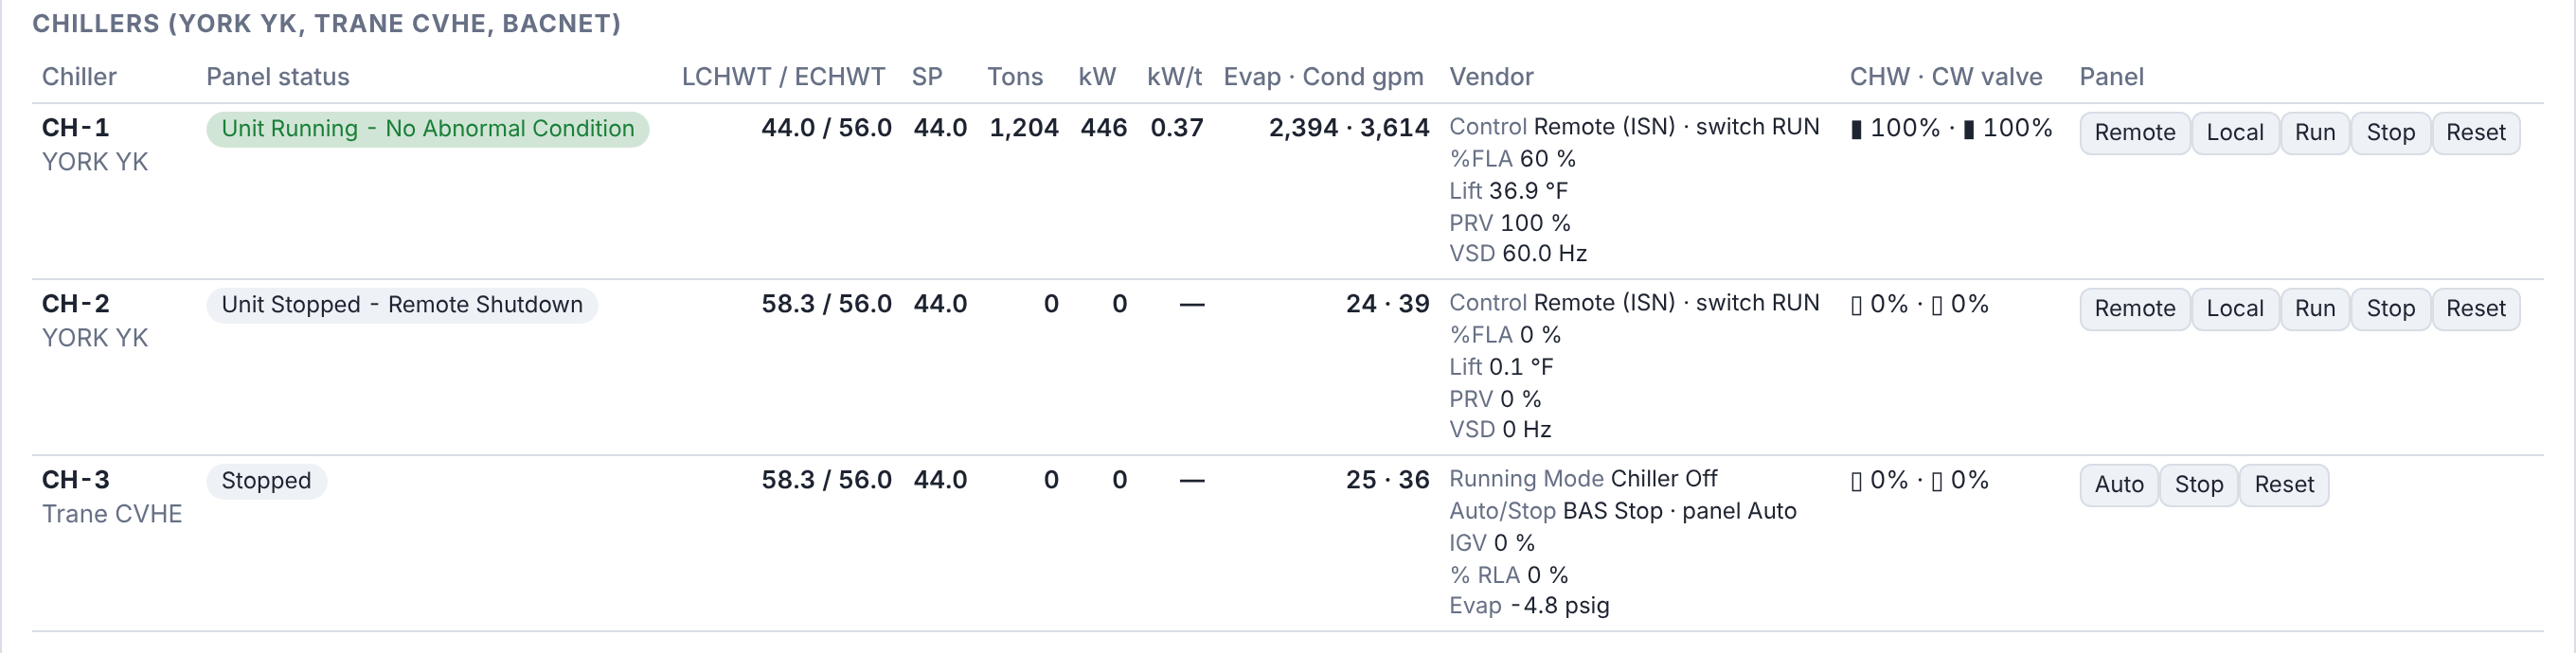 CHILLERS (YORK YK, TRANE CVHE, BACNET)
Chiller Panel status LCHWT / ECHWT SP Tons kW kW/t Evap · Cond gpm Vendor CHW · CW valve Panel
CH-1 Unit Running - No Abnormal Condition 44.0 / 56.0 44.0 1,204 446 0.37 2,394 · 3,614 Control Remote (ISN) · switch RUN ▮ 100% · ▮ 100% Remote Local Run Stop Reset
YORK YK %FLA 60 %
Lift 36.9 °F
PRV 100 %
VSD 60.0 Hz
CH-2 Unit Stopped - Remote Shutdown 58.3 / 56.0 44.0 0 0 — 24 · 39 Control Remote (ISN) · switch RUN ▯ 0% · ▯ 0% Remote Local Run Stop Reset
YORK YK %FLA 0 %
Lift 0.1 °F
PRV 0 %
VSD 0 Hz
CH-3 Stopped 58.3 / 56.0 44.0 0 0 — 25 · 36 Running Mode Chiller Off ▯ 0% · ▯ 0% Auto Stop Reset
Trane CVHE Auto/Stop BAS Stop · panel Auto
IGV 0 %
% RLA 0 %
Evap -4.8 psig